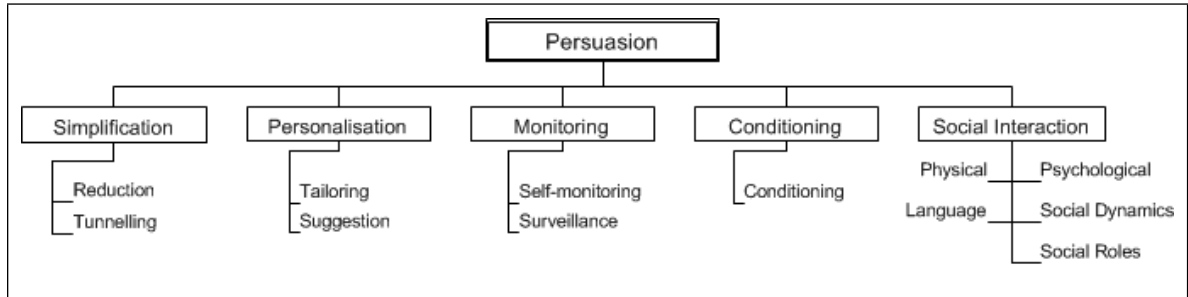 Persuasion
Simplification Personalisation Monitoring Conditioning Social Interaction
Physical Psychological
Reduction Tailoring Self-monitoring Conditioning
Language Social Dynamics
Tunnelling Suggestion Surveillance
Social Roles